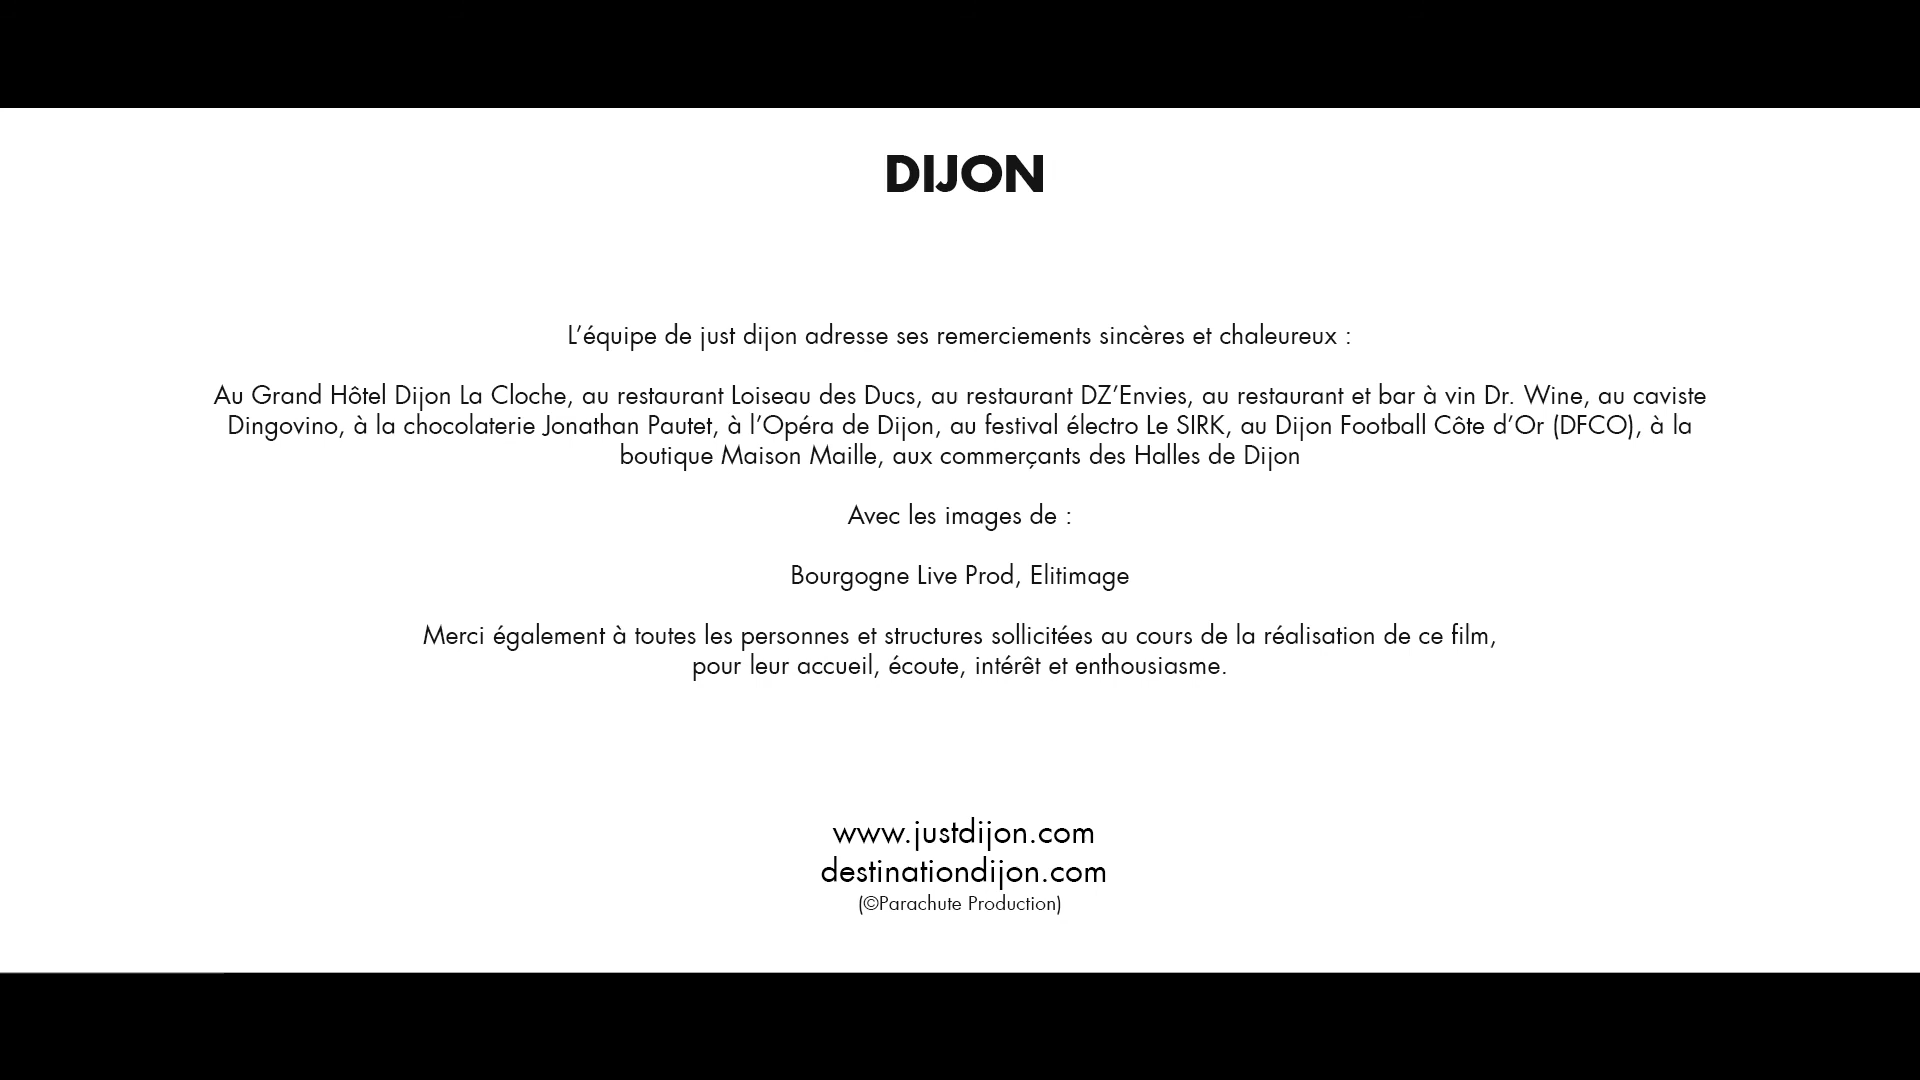 DIJON
L’équipe de just dijon adresse ses remerciements sincères et chaleureux :
Au Grand Hôtel Dijon La Cloche, au restaurant Loiseau des Ducs, au restaurant DZ’Envies, au restaurant et bar à vin Dr. Wine, au caviste
Dingovino, à la chocolaterie Jonathan Pautet, à l’Opéra de Dijon, au festival électro Le SIRK, au Dijon Football Côte d’Or (DFCO), à la
boutique Maison Maille, aux commerçants des Halles de Dijon
Avec les images de :
Bourgogne Live Prod, Elitimage
Merci également à toutes les personnes et structures sollicitées au cours de la réalisation de ce film,
pour leur accueil, écoute, intérêt et enthousiasme.
www.justdijon.com
destinationdijon.com
(©Parachute Production)